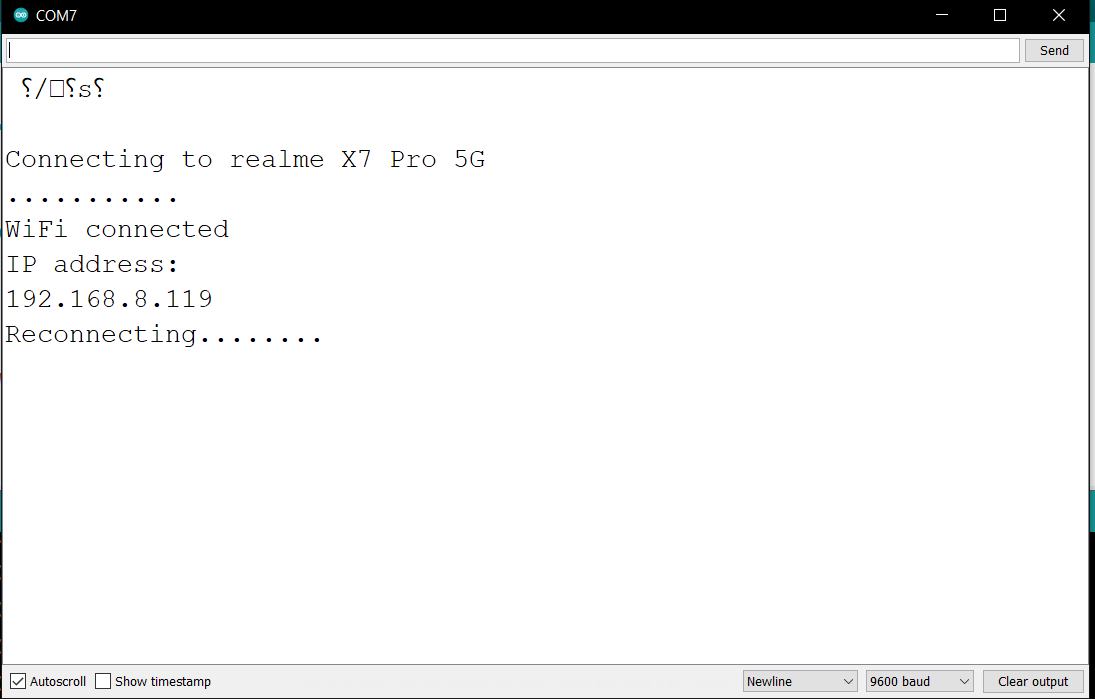 COM7
Send
⸮/□⸮s⸮
Connecting to realme X7 Pro 5G
...........
WiFi connected
IP address:
192.168.8.119
Reconnecting........
Autoscroll Show timestamp Newline 9600 baud Clear output